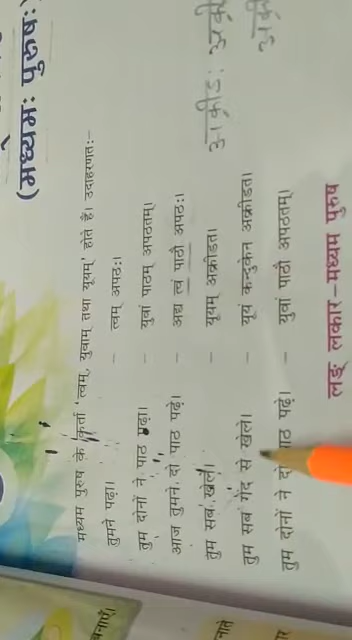 (मध्यमः पुरुषः)
मध्यम पुरुष के कर्ता 'त्वम्, युवाम् तथा यूयम्' होते हैं। उदाहरणतः–
तुमने पढ़ा। – त्वम् अपठः।
तुम दोनों ने पाठ पढ़ा। – युवां पाठम् अपठतम्।
आज तुमने दो पाठ पढ़े। – अद्य त्वं पाठौ अपठः।
तुम सब खेले। – यूयम् अक्रीडत।
तुम सब गेंद से खेले। – यूयं कन्दुकेन अक्रीडत।
तुम दोनों ने दो पाठ पढ़े। – युवां पाठौ अपठतम्।
लङ् लकार–मध्यम पुरुष
अक्रीडः
बनाएँ।